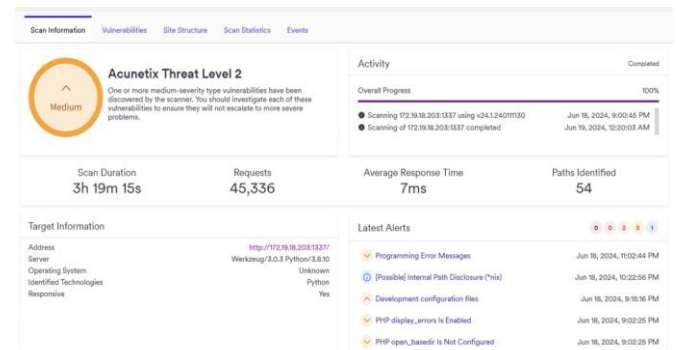 Scan Information Vulnerabilities Site Structure Scan Statistics Events
Acunetix Threat Level 2
One or more medium-severity type vulnerabilities have been
discovered by the scanner. You should investigate each of these
vulnerabilities to ensure they will not escalate to more severe
problems.
Medium
Activity Completed
Overall Progress 100%
Scanning 172.19.18.203:1337 using v24.1.240111130 Jun 18, 2024, 9:00:45 PM
Scanning of 172.19.18.203:1337 completed Jun 19, 2024, 12:20:03 AM
Scan Duration Requests Average Response Time Paths Identified
3h 19m 15s 45,336 7ms 54
Target Information
Address http://172.19.18.203:1337/
Server Werkzeug/3.0.3 Python/3.8.10
Operating System Unknown
Identified Technologies Python
Responsive Yes
Latest Alerts 0 0 2 3 1
Programming Error Messages Jun 18, 2024, 11:02:44 PM
[Possible] Internal Path Disclosure (*nix) Jun 18, 2024, 10:22:56 PM
Development configuration files Jun 18, 2024, 9:15:16 PM
PHP display_errors Is Enabled Jun 18, 2024, 9:02:25 PM
PHP open_basedir Is Not Configured Jun 18, 2024, 9:02:25 PM